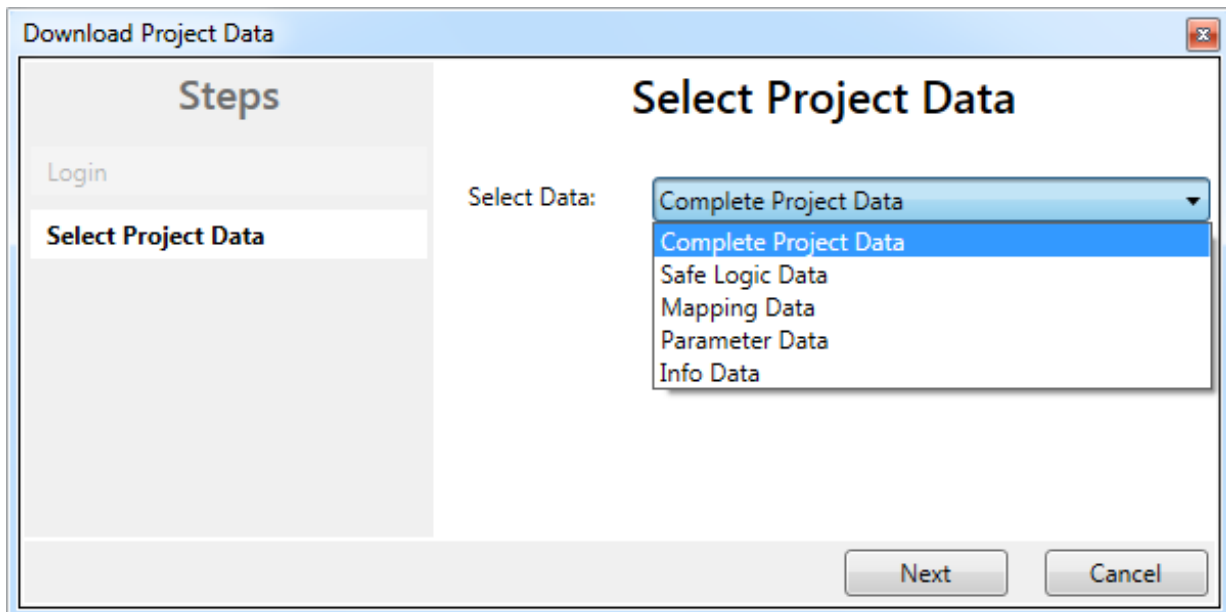 Download Project Data
Steps
Login
Select Project Data
Select Project Data
Select Data:
Complete Project Data
Complete Project Data
Safe Logic Data
Mapping Data
Parameter Data
Info Data
Next
Cancel